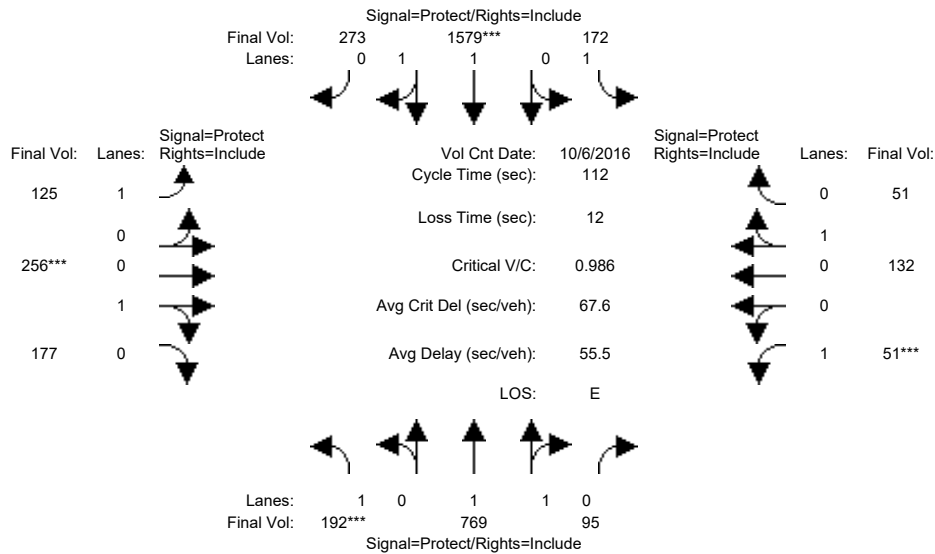 Signal=Protect/Rights=Include
Final Vol: 273 1579*** 172
Lanes: 0 1 1 0 1
Signal=Protect Signal=Protect
Final Vol: Lanes: Rights=Include Vol Cnt Date: 10/6/2016 Rights=Include Lanes: Final Vol:
Cycle Time (sec): 112
125 1 0 51
Loss Time (sec): 12
0 1
256*** 0 Critical V/C: 0.986 0 132
1 Avg Crit Del (sec/veh): 67.6 0
177 0 Avg Delay (sec/veh): 55.5 1 51***
LOS: E
Lanes: 1 0 1 1 0
Final Vol: 192*** 769 95
Signal=Protect/Rights=Include